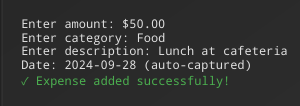 Enter amount: $50.00
Enter category: Food
Enter description: Lunch at cafeteria
Date: 2024-09-28 (auto-captured)
✓ Expense added successfully!